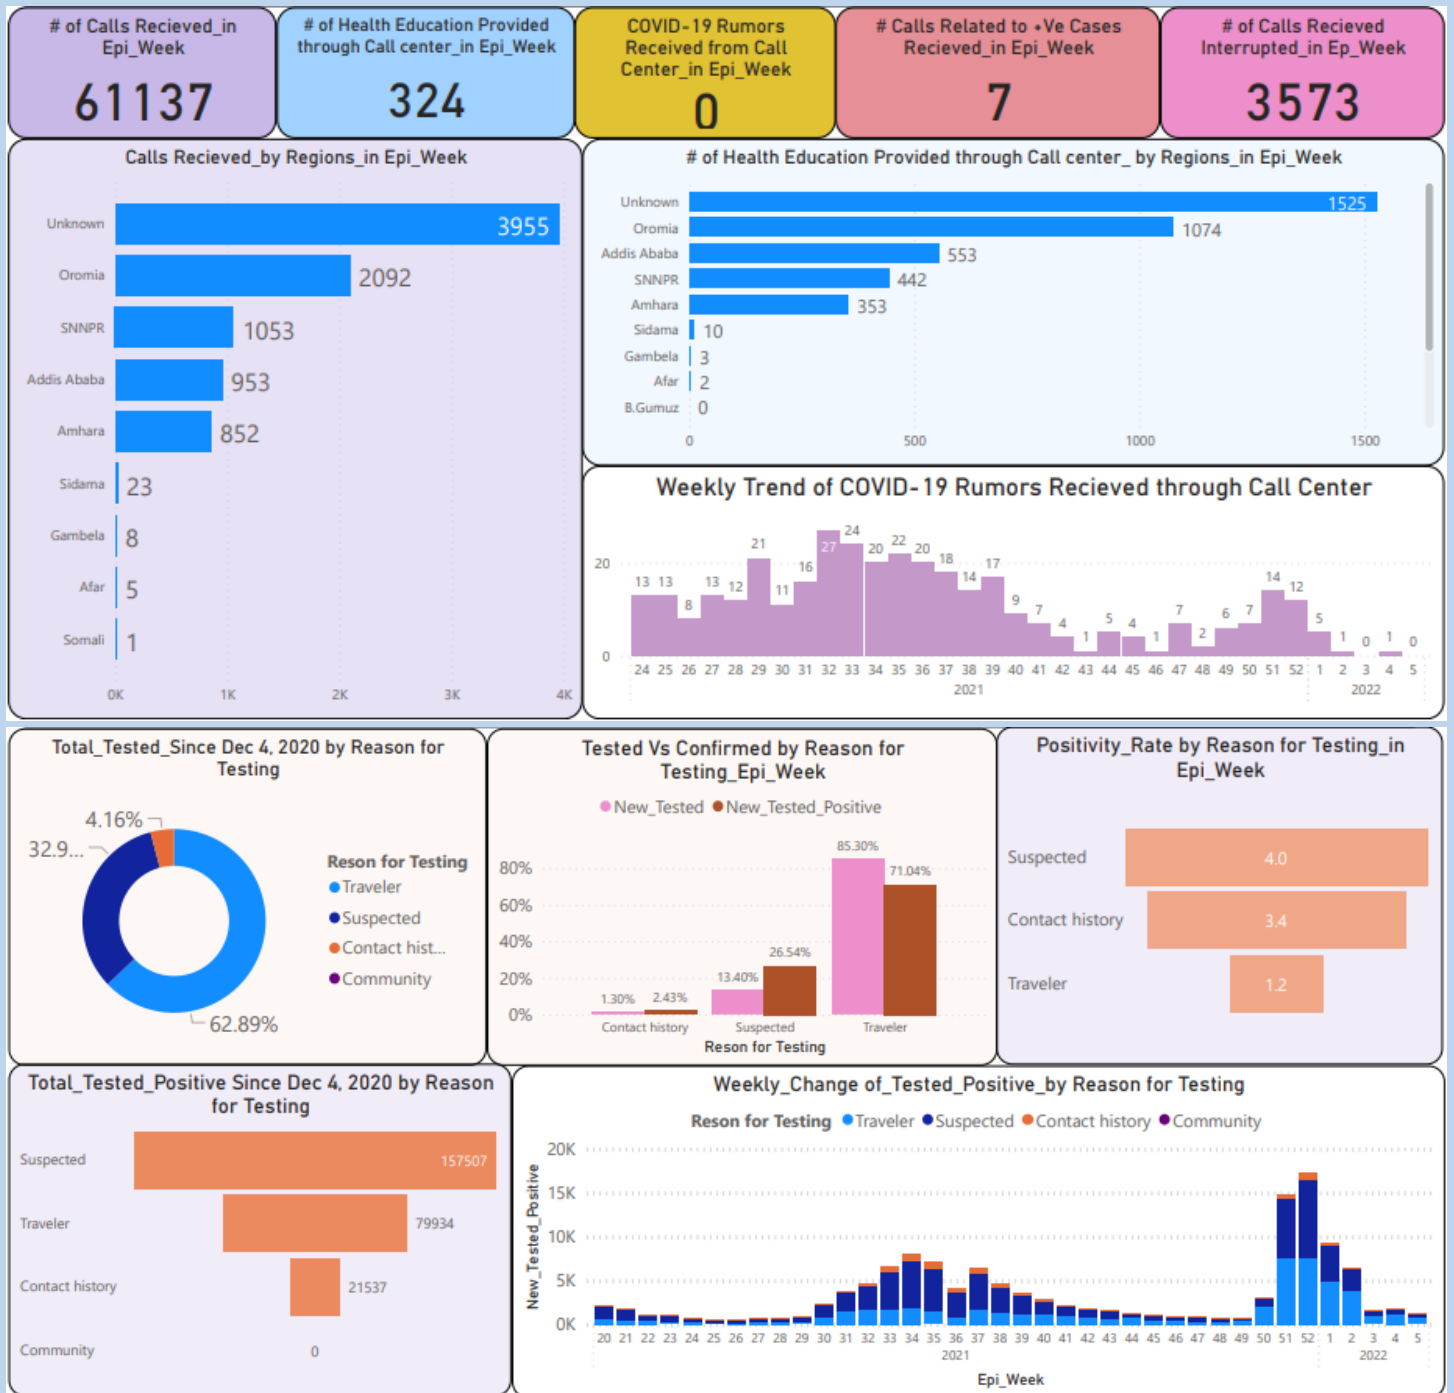 # of Calls Recieved_in
Epi_Week
61137
# of Health Education Provided
through Call center_in Epi_Week
324
COVID-19 Rumors
Received from Call
Center_in Epi_Week
0
# Calls Related to +Ve Cases
Recieved_in Epi_Week
7
# of Calls Recieved
Interrupted_in Ep_Week
3573
Calls Recieved_by Regions_in Epi_Week
Unknown 3955
Oromia 2092
SNNPR 1053
Addis Ababa 953
Amhara 852
Sidama 23
Gambela 8
Afar 5
Somali 1
0K 1K 2K 3K 4K
# of Health Education Provided through Call center_ by Regions_in Epi_Week
Unknown 1525
Oromia 1074
Addis Ababa 553
SNNPR 442
Amhara 353
Sidama 10
Gambela 3
Afar 2
B.Gumuz 0
0 500 1000 1500
Weekly Trend of COVID-19 Rumors Recieved through Call Center
20
0
13 13 8 13 12 21 11 16 27 24 20 22 20 18 14 17 9 7 4 1 5 4 1 7 2 6 7 14 12 5 1 0 1 0
24 25 26 27 28 29 30 31 32 33 34 35 36 37 38 39 40 41 42 43 44 45 46 47 48 49 50 51 52 1 2 3 4 5
2021 2022
Total_Tested_Since Dec 4, 2020 by Reason for
Testing
4.16%
32.9...
62.89%
Reson for Testing
Traveler
Suspected
Contact hist...
Community
Tested Vs Confirmed by Reason for
Testing_Epi_Week
New_Tested New_Tested_Positive
80%
60%
40%
20%
0%
1.30% 2.43% 13.40% 26.54% 85.30% 71.04%
Contact history Suspected Traveler
Reson for Testing
Positivity_Rate by Reason for Testing_in
Epi_Week
Suspected 4.0
Contact history 3.4
Traveler 1.2
Total_Tested_Positive Since Dec 4, 2020 by Reason
for Testing
Suspected 157507
Traveler 79934
Contact history 21537
Community 0
Weekly_Change of_Tested_Positive_by Reason for Testing
Reson for Testing Traveler Suspected Contact history Community
New_Tested_Positive
20K
15K
10K
5K
0K
20 21 22 23 24 25 26 27 28 29 30 31 32 33 34 35 36 37 38 39 40 41 42 43 44 45 46 47 48 49 50 51 52 1 2 3 4 5
2021 2022
Epi_Week